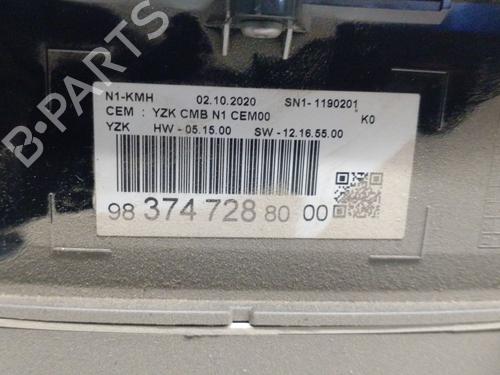 N1-KMH 02.10.2020 SN1- 1190201
CEM : YZK CMB N1 CEM00 K0
YZK HW - 05.15.00 SW - 12.16.55.00
98 374 728 80 00
B-Parts